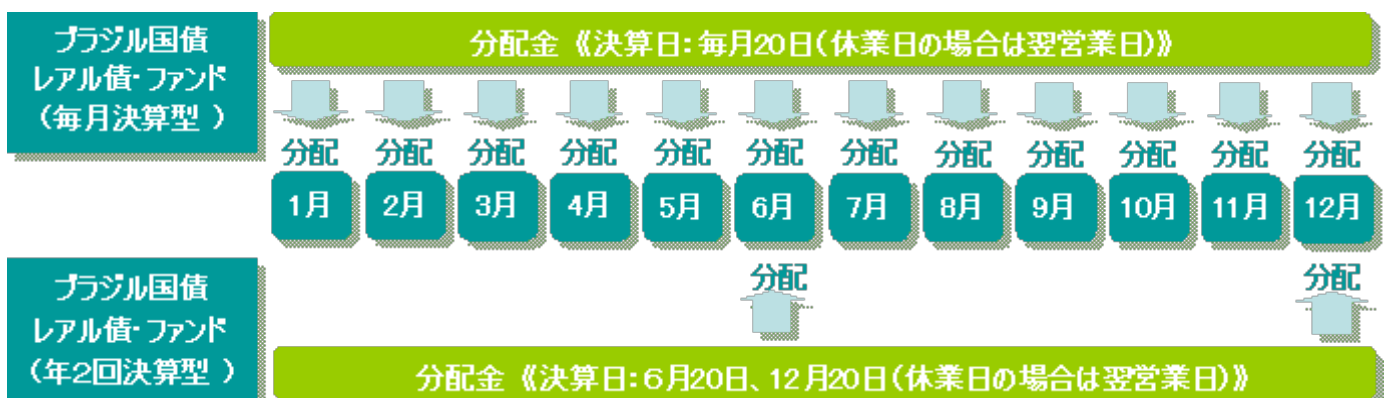 ブラジル国債
レアル債・ファンド
（毎月決算型 ）
分配金 《決算日：毎月20日（休業日の場合は翌営業日）》
分配 分配 分配 分配 分配 分配 分配 分配 分配 分配 分配 分配
1月 2月 3月 4月 5月 6月 7月 8月 9月 10月 11月 12月
ブラジル国債
レアル債・ファンド
（年2回決算型 ）
分配 分配
分配金 《決算日：6月20日、12月20日（休業日の場合は翌営業日）》